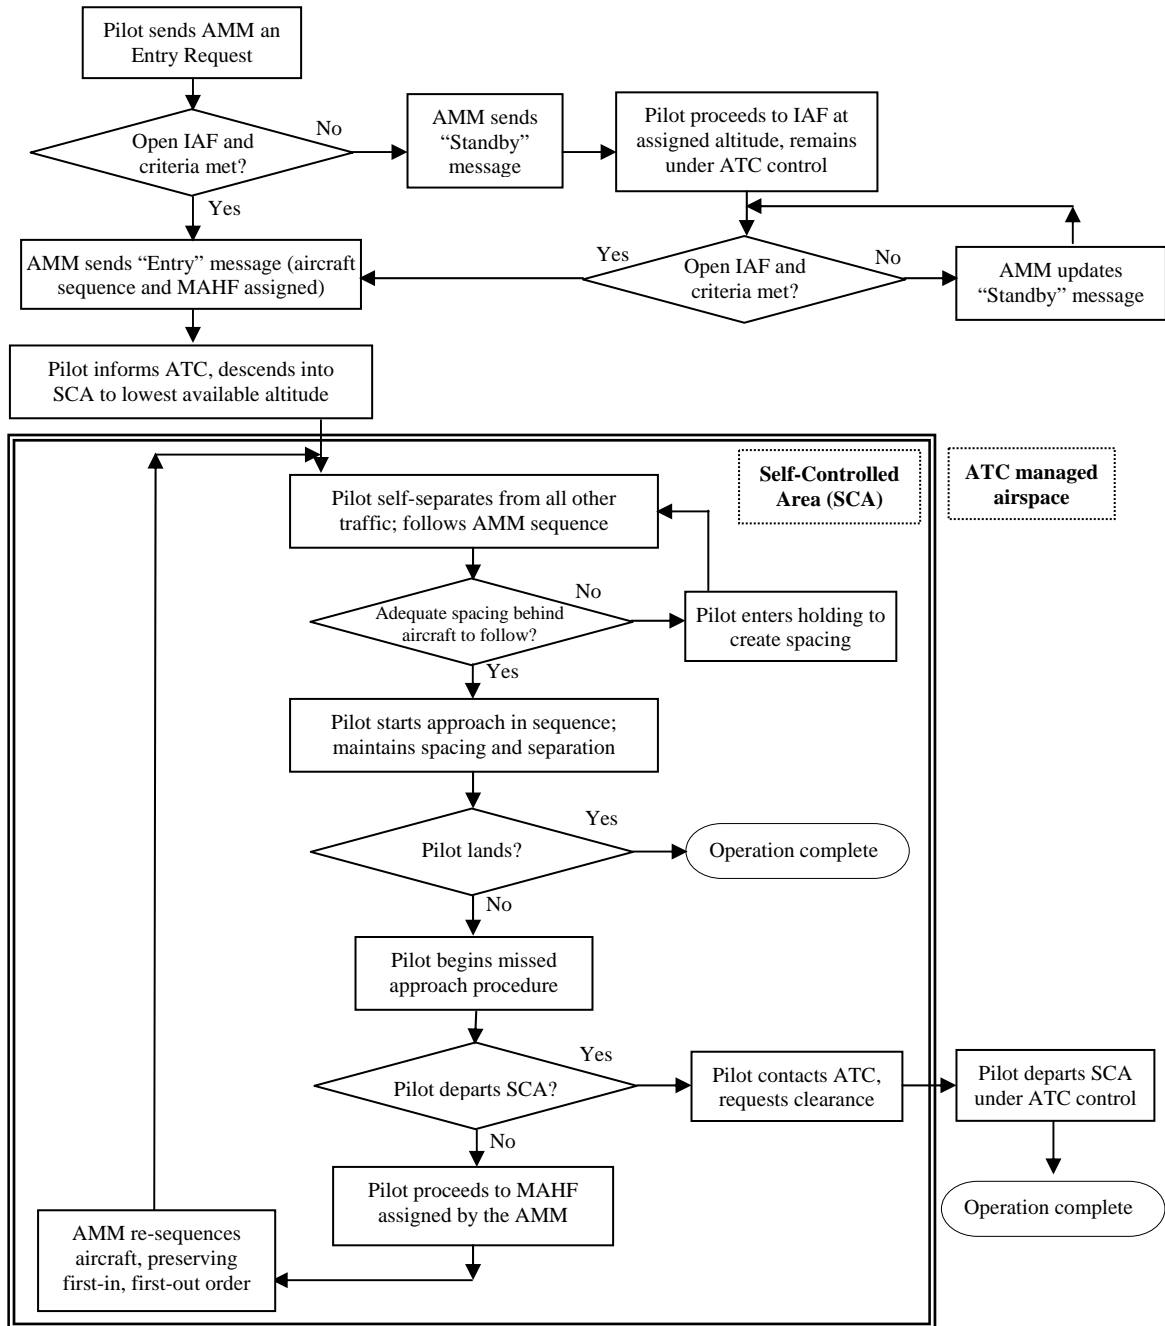 Pilot sends AMM an
Entry Request
Open IAF and
criteria met?
No
AMM sends
“Standby”
message
Pilot proceeds to IAF at
assigned altitude, remains
under ATC control
Yes
AMM sends “Entry” message (aircraft
sequence and MAHF assigned)
Yes
Open IAF and
criteria met?
No
AMM updates
“Standby” message
Pilot informs ATC, descends into
SCA to lowest available altitude
Self-Controlled
Area (SCA)
ATC managed
airspace
Pilot self-separates from all other
traffic; follows AMM sequence
Adequate spacing behind
aircraft to follow?
No
Pilot enters holding to
create spacing
Yes
Pilot starts approach in sequence;
maintains spacing and separation
Pilot lands?
Yes
Operation complete
No
Pilot begins missed
approach procedure
Pilot departs SCA?
Yes
Pilot contacts ATC,
requests clearance
Pilot departs SCA
under ATC control
No
Pilot proceeds to MAHF
assigned by the AMM
Operation complete
AMM re-sequences
aircraft, preserving
first-in, first-out order